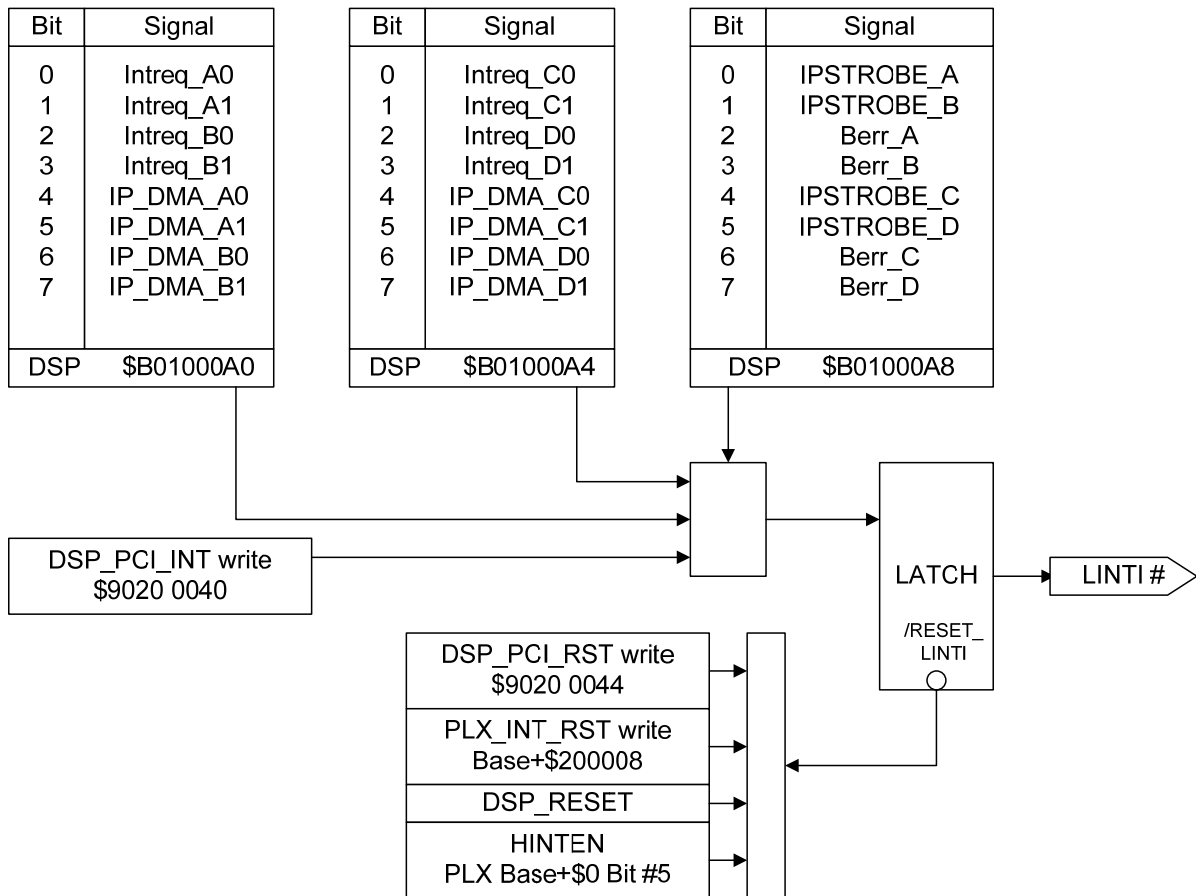 Bit Signal
0 Intreq_A0
1 Intreq_A1
2 Intreq_B0
3 Intreq_B1
4 IP_DMA_A0
5 IP_DMA_A1
6 IP_DMA_B0
7 IP_DMA_B1
DSP $B01000A0
Bit Signal
0 Intreq_C0
1 Intreq_C1
2 Intreq_D0
3 Intreq_D1
4 IP_DMA_C0
5 IP_DMA_C1
6 IP_DMA_D0
7 IP_DMA_D1
DSP $B01000A4
Bit Signal
0 IPSTROBE_A
1 IPSTROBE_B
2 Berr_A
3 Berr_B
4 IPSTROBE_C
5 IPSTROBE_D
6 Berr_C
7 Berr_D
DSP $B01000A8
DSP_PCI_INT write
$9020 0040
LATCH
/RESET_
LINTI
LINTI #
DSP_PCI_RST write
$9020 0044
PLX_INT_RST write
Base+$200008
DSP_RESET
HINTEN
PLX Base+$0 Bit #5